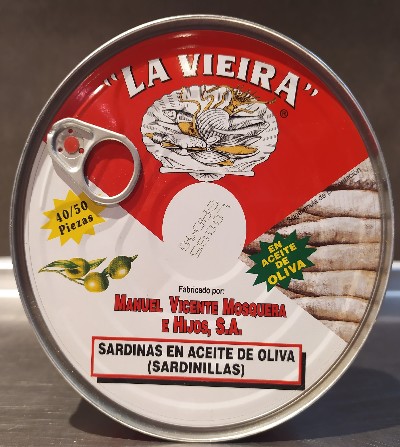 "LA VIEIRA"
®
40/50
Piezas
EN
ACEITE
DE
OLIVA
Fabricado por:
MANUEL VICENTE MOSQUERA
E HIJOS, S.A.
SARDINAS EN ACEITE DE OLIVA
(SARDINILLAS)